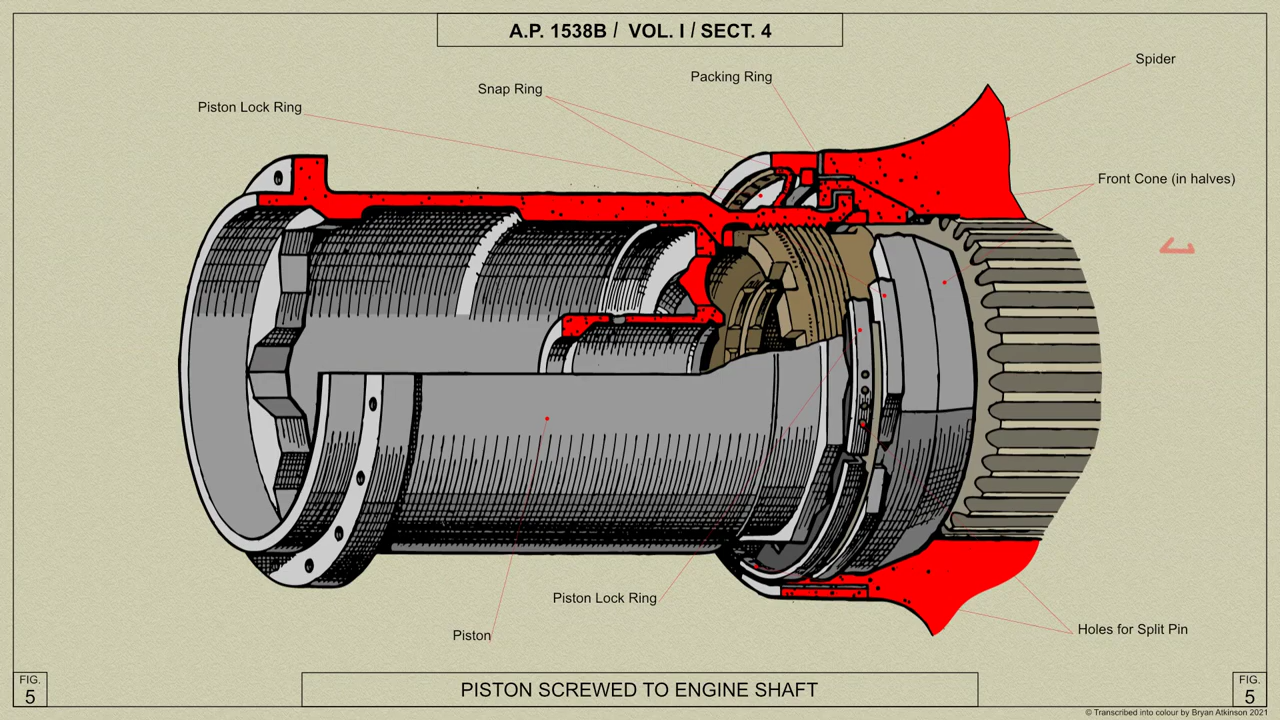 A.P. 1538B / VOL. I / SECT. 4
Spider
Packing Ring
Snap Ring
Piston Lock Ring
Front Cone (in halves)
Piston Lock Ring
Holes for Split Pin
Piston
FIG.
5
PISTON SCREWED TO ENGINE SHAFT
FIG.
5
© Transcribed into colour by Bryan Atkinson 2021